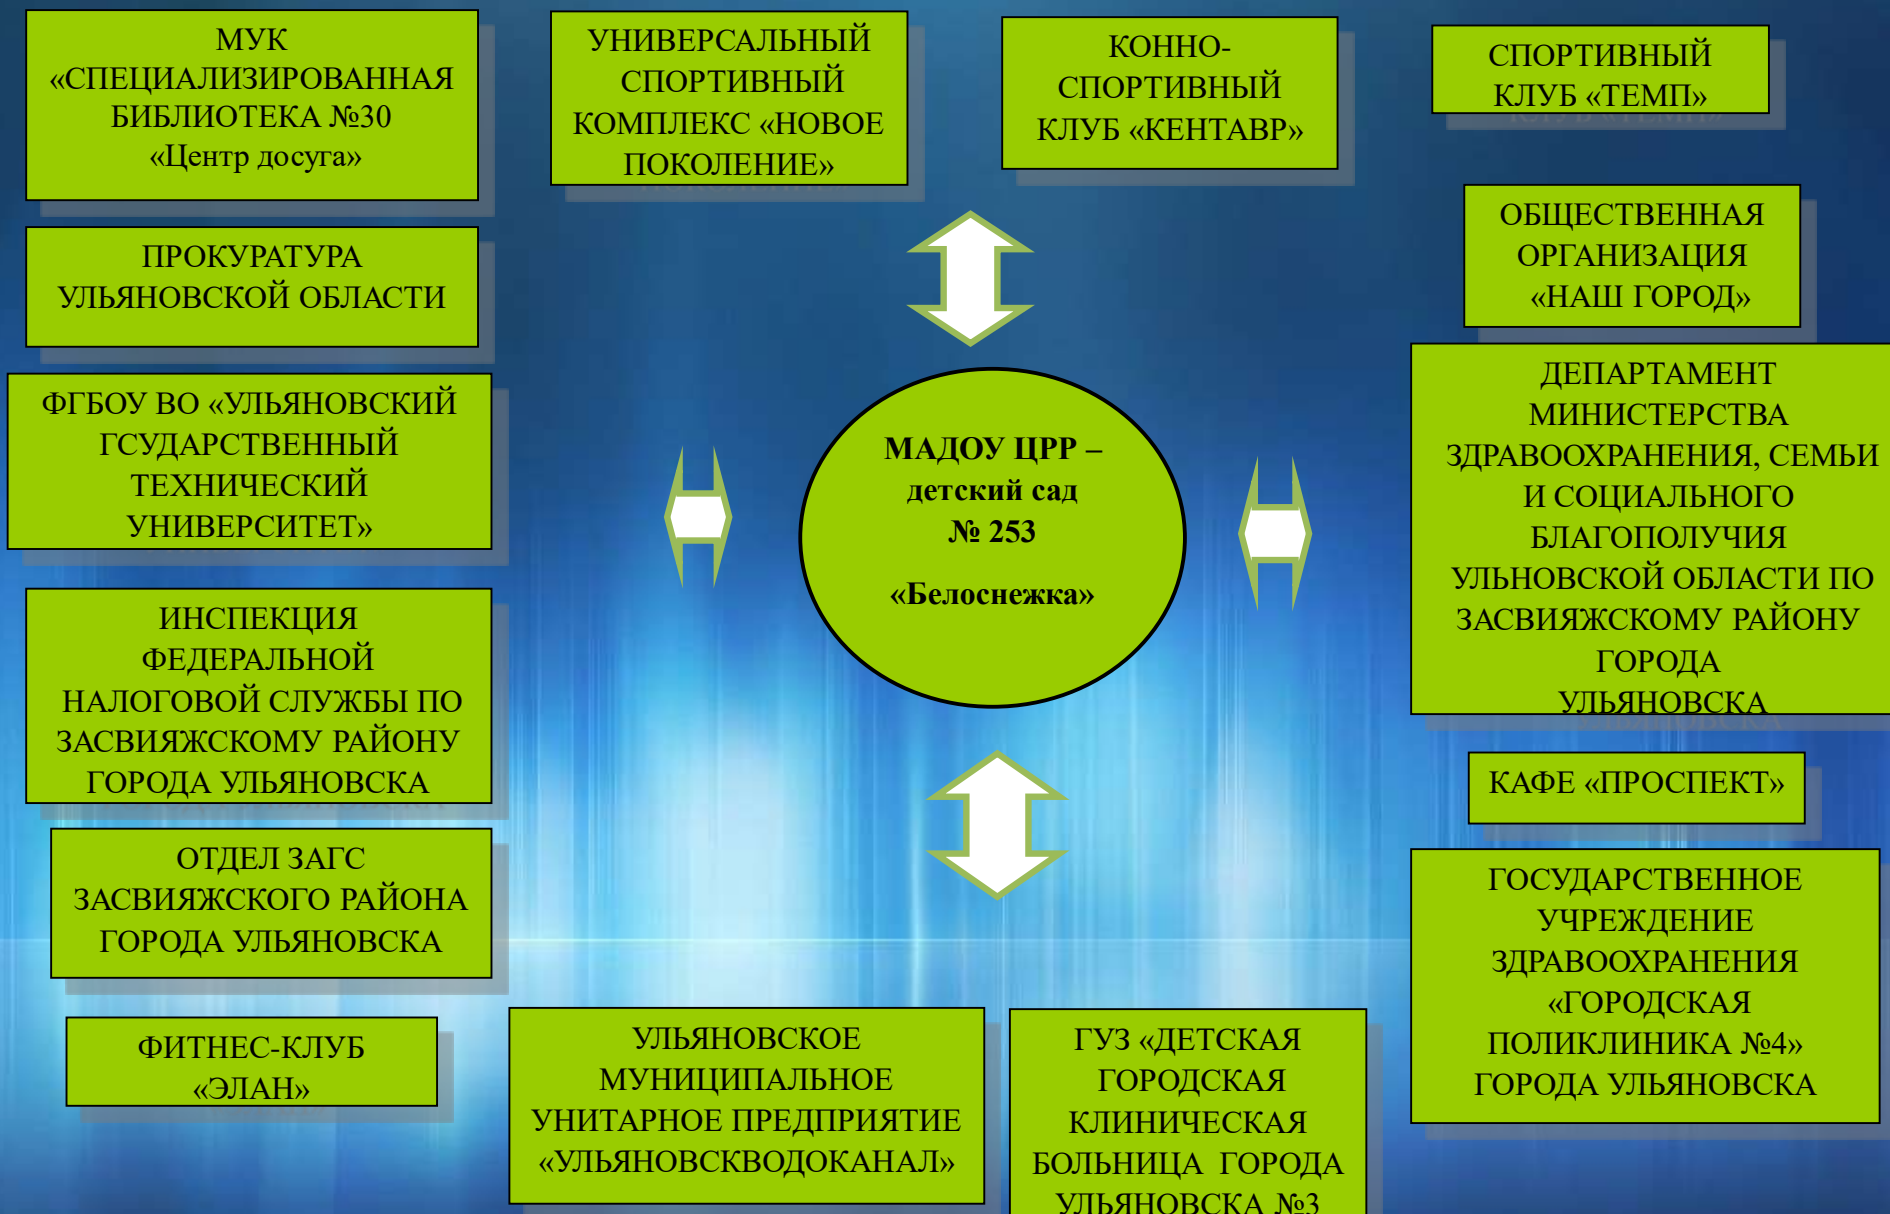 МУК
«СПЕЦИАЛИЗИРОВАННАЯ
БИБЛИОТЕКА №30
«Центр досуга»
УНИВЕРСАЛЬНЫЙ
СПОРТИВНЫЙ
КОМПЛЕКС «НОВОЕ
ПОКОЛЕНИЕ»
КОННО-
СПОРТИВНЫЙ
КЛУБ «КЕНТАВР»
СПОРТИВНЫЙ
КЛУБ «ТЕМП»
ПРОКУРАТУРА
УЛЬЯНОВСКОЙ ОБЛАСТИ
ОБЩЕСТВЕННАЯ
ОРГАНИЗАЦИЯ
«НАШ ГОРОД»
ФГБОУ ВО «УЛЬЯНОВСКИЙ
ГСУДАРСТВЕННЫЙ
ТЕХНИЧЕСКИЙ
УНИВЕРСИТЕТ»
МАДОУ ЦРР –
детский сад
№ 253
«Белоснежка»
ДЕПАРТАМЕНТ
МИНИСТЕРСТВА
ЗДРАВООХРАНЕНИЯ, СЕМЬИ
И СОЦИАЛЬНОГО
БЛАГОПОЛУЧИЯ
УЛЬНОВСКОЙ ОБЛАСТИ ПО
ЗАСВИЯЖСКОМУ РАЙОНУ
ГОРОДА
УЛЬЯНОВСКА
ИНСПЕКЦИЯ
ФЕДЕРАЛЬНОЙ
НАЛОГОВОЙ СЛУЖБЫ ПО
ЗАСВИЯЖСКОМУ РАЙОНУ
ГОРОДА УЛЬЯНОВСКА
КАФЕ «ПРОСПЕКТ»
ОТДЕЛ ЗАГС
ЗАСВИЯЖСКОГО РАЙОНА
ГОРОДА УЛЬЯНОВСКА
ГОСУДАРСТВЕННОЕ
УЧРЕЖДЕНИЕ
ЗДРАВООХРАНЕНИЯ
«ГОРОДСКАЯ
ПОЛИКЛИНИКА №4»
ГОРОДА УЛЬЯНОВСКА
ФИТНЕС-КЛУБ
«ЭЛАН»
УЛЬЯНОВСКОЕ
МУНИЦИПАЛЬНОЕ
УНИТАРНОЕ ПРЕДПРИЯТИЕ
«УЛЬЯНОВСКВОДОКАНАЛ»
ГУЗ «ДЕТСКАЯ
ГОРОДСКАЯ
КЛИНИЧЕСКАЯ
БОЛЬНИЦА ГОРОДА
УЛЬЯНОВСКА №3